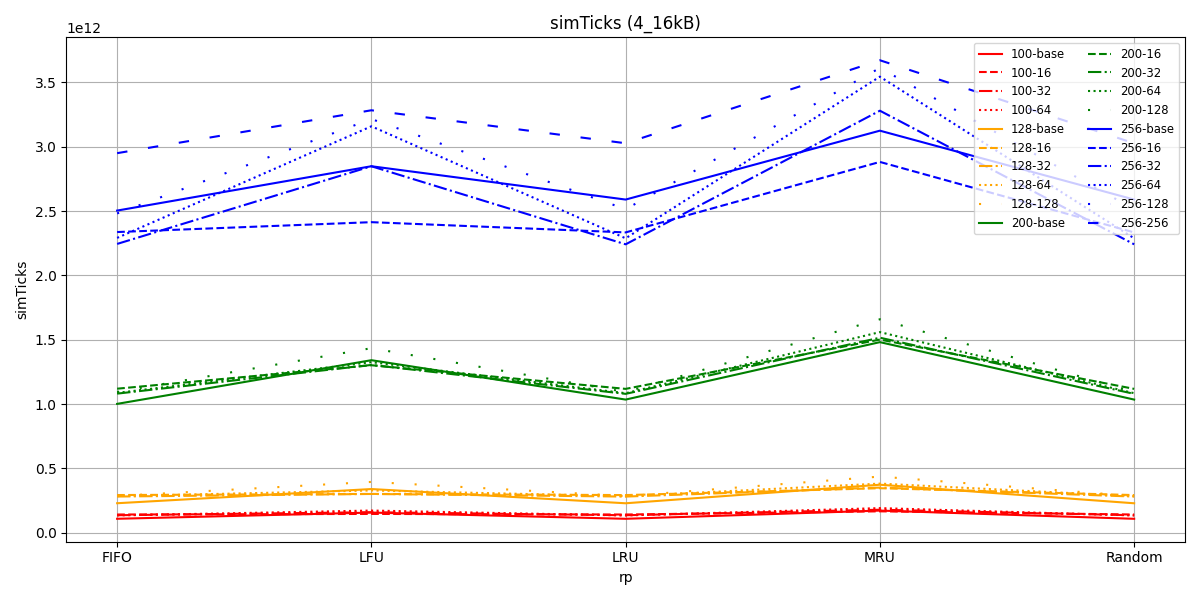 simTicks (4_16kB)
1e12
3.5
3.0
2.5
2.0
1.5
1.0
0.5
0.0
simTicks
FIFO
LFU
LRU
MRU
Random
rp
100-base
100-16
100-32
100-64
128-base
128-16
128-32
128-64
128-128
200-base
200-16
200-32
200-64
200-128
256-base
256-16
256-32
256-64
256-128
256-256